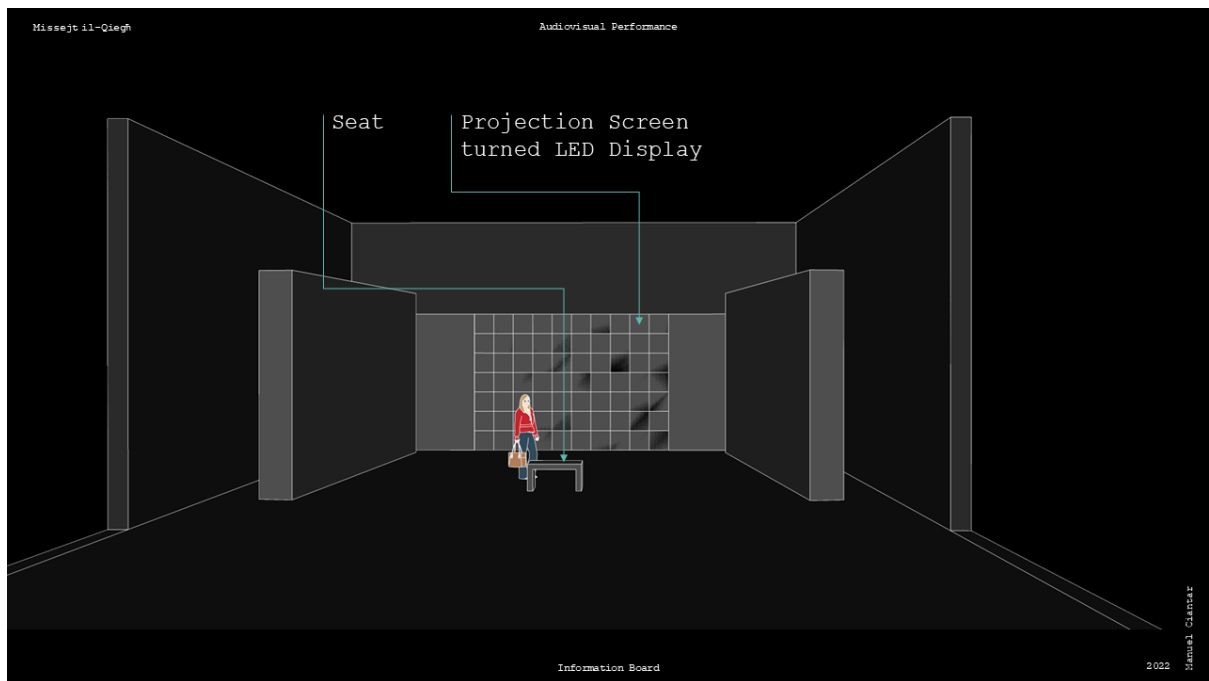 Missejt il-Qiegħ
Audiovisual Performance
Seat
Projection Screen
turned LED Display
Manuel Ciantar
Information Board
2022